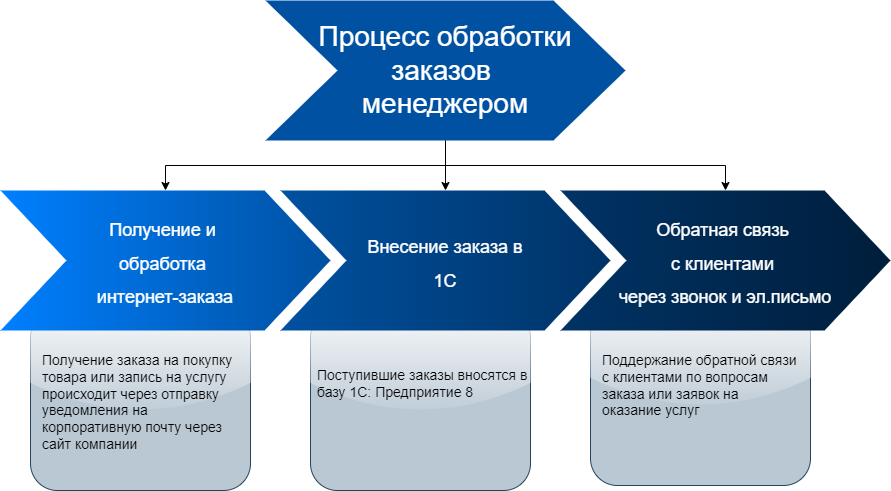 Процесс обработки
заказов
менеджером
Получение и
обработка
интернет-заказа
Внесение заказа в
1С
Обратная связь
с клиентами
через звонок и эл.письмо
Получение заказа на покупку
товара или запись на услугу
происходит через отправку
уведомления на
корпоративную почту через
сайт компании
Поступившие заказы вносятся в
базу 1С: Предприятие 8
Поддержание обратной связи
с клиентами по вопросам
заказа или заявок на
оказание услуг